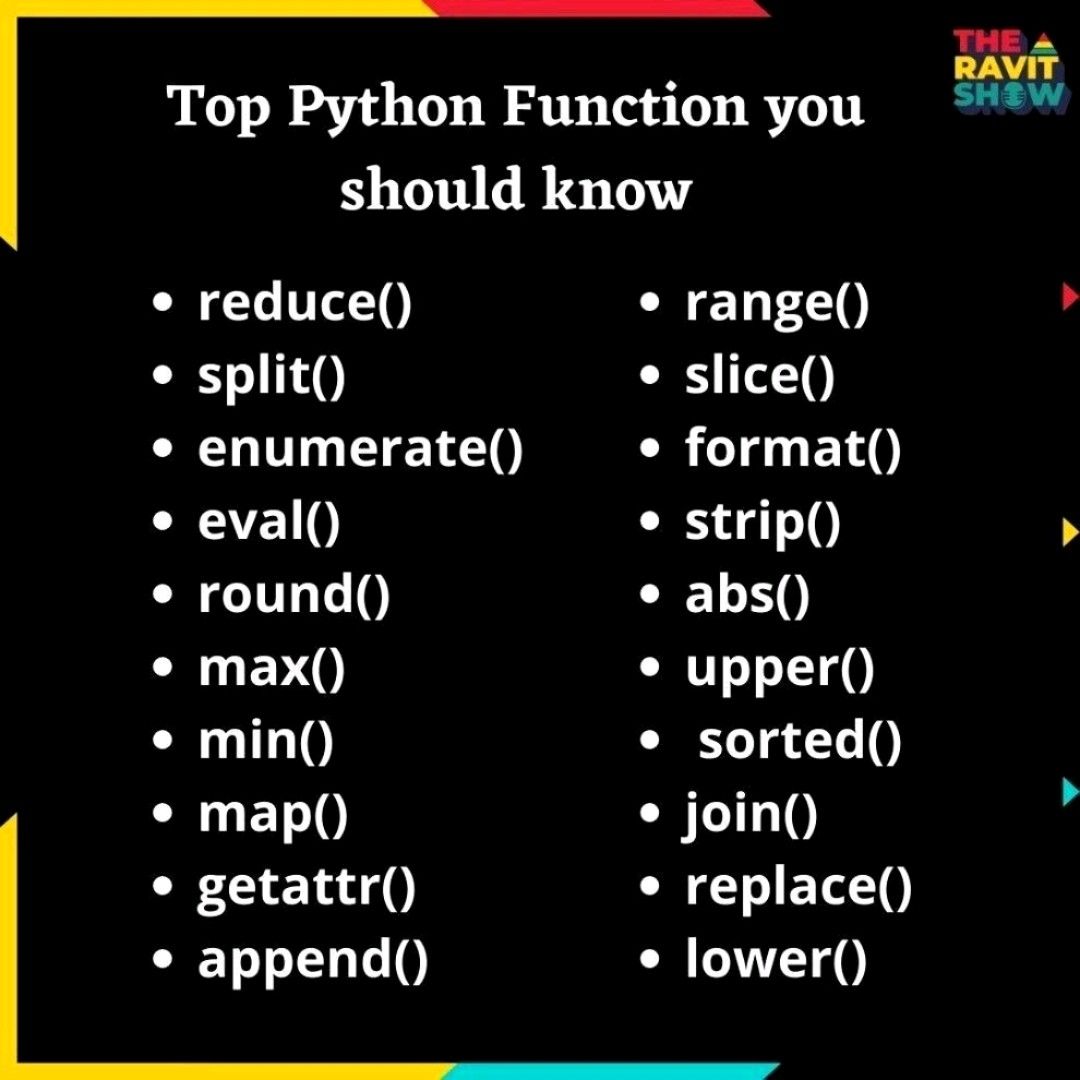 THE
RAVIT
SHOW
Top Python Function you
should know
• reduce()
• split()
• enumerate()
• eval()
• round()
• max()
• min()
• map()
• getattr()
• append()
• range()
• slice()
• format()
• strip()
• abs()
• upper()
• sorted()
• join()
• replace()
• lower()